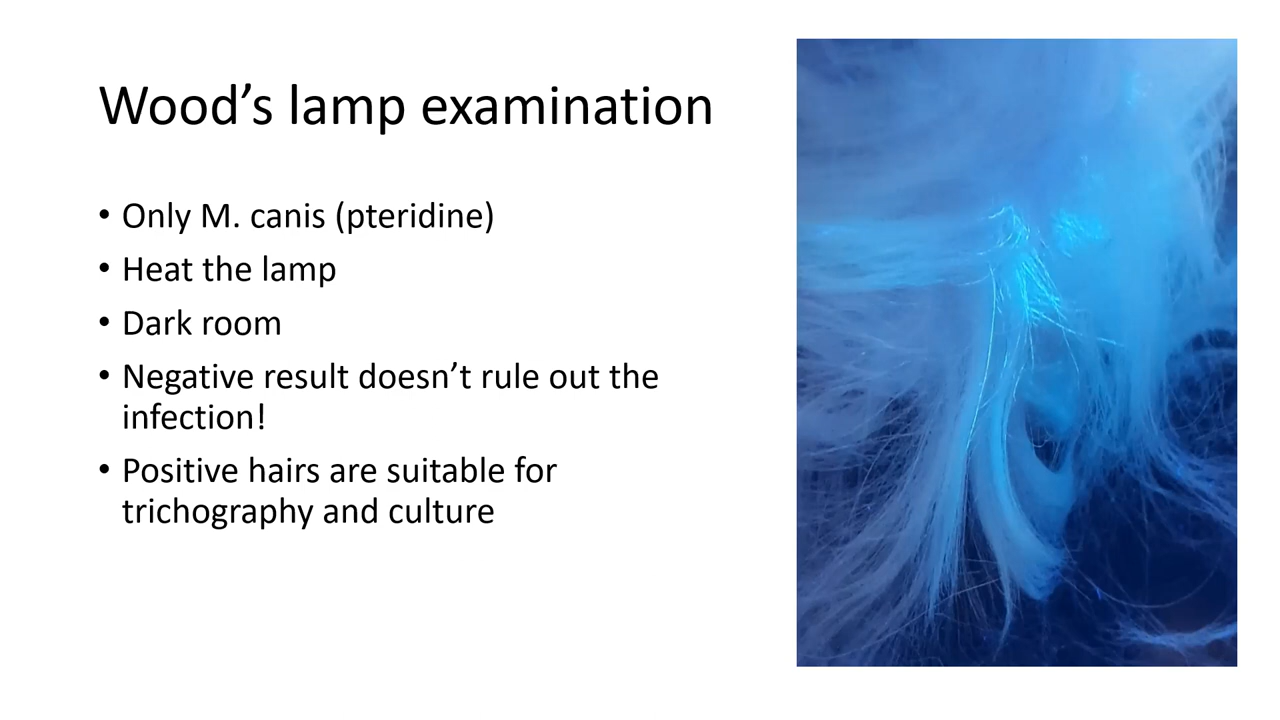 Wood’s lamp examination
• Only M. canis (pteridine)
• Heat the lamp
• Dark room
• Negative result doesn’t rule out the
infection!
• Positive hairs are suitable for
trichography and culture